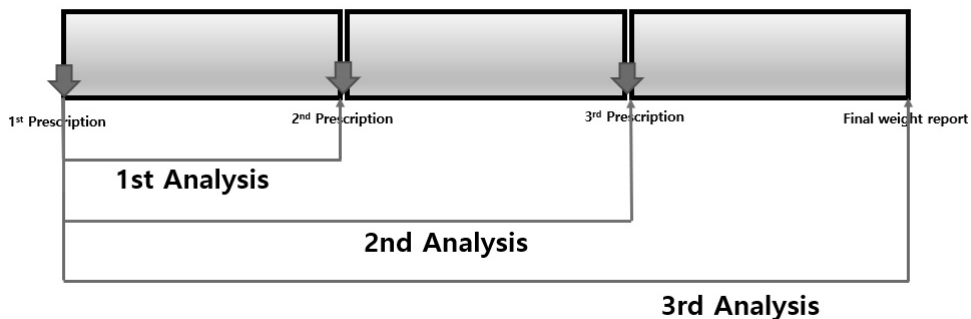 1st Prescription
2nd Prescription
3rd Prescription
Final weight report
1st Analysis
2nd Analysis
3rd Analysis